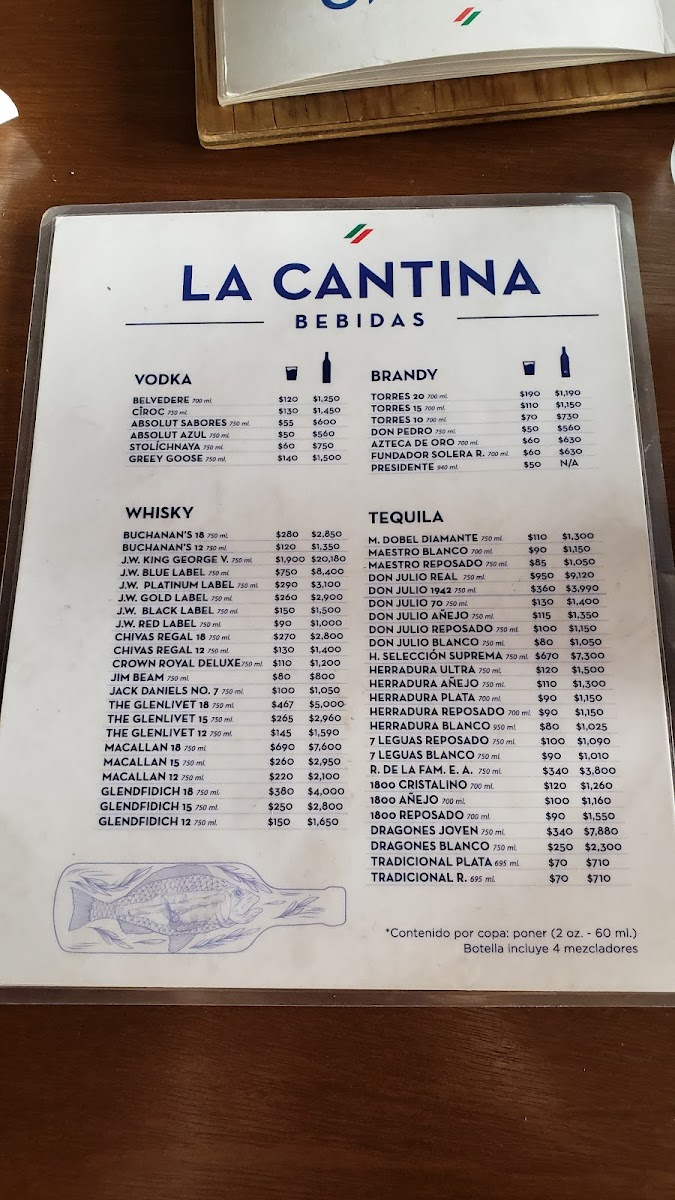 LA CANTINA
BEBIDAS
VODKA
BELVEDERE 700 ml. $120 $1,250
CÎROC 750 ml. $130 $1,450
ABSOLUT SABORES 750 ml. $55 $600
ABSOLUT AZUL 750 ml. $50 $560
STOLÍCHNAYA 750 ml. $60 $750
GREEY GOOSE 750 ml. $140 $1,500
BRANDY
TORRES 20 700 ml. $190 $1,190
TORRES 15 700 ml. $110 $1,150
TORRES 10 700 ml. $70 $730
DON PEDRO 750 ml. $50 $560
AZTECA DE ORO 700 ml. $60 $630
FUNDADOR SOLERA R. 700 ml. $60 $630
PRESIDENTE 940 ml. $50 N/A
WHISKY
BUCHANAN'S 18 750 ml. $280 $2,850
BUCHANAN'S 12 750 ml. $120 $1,350
J.W. KING GEORGE V. 750 ml. $1,900 $20,180
J.W. BLUE LABEL 750 ml. $750 $8,400
J.W. PLATINUM LABEL 750 ml. $290 $3,100
J.W. GOLD LABEL 750 ml. $260 $2,900
J.W. BLACK LABEL 750 ml. $150 $1,500
J.W. RED LABEL 750 ml. $90 $1,000
CHIVAS REGAL 18 750 ml. $270 $2,800
CHIVAS REGAL 12 750 ml. $130 $1,400
CROWN ROYAL DELUXE 750 ml. $110 $1,200
JIM BEAM 750 ml. $80 $800
JACK DANIELS NO. 7 750 ml. $100 $1,050
THE GLENLIVET 18 750 ml. $467 $5,000
THE GLENLIVET 15 750 ml. $265 $2,960
THE GLENLIVET 12 750 ml. $145 $1,590
MACALLAN 18 750 ml. $690 $7,600
MACALLAN 15 750 ml. $260 $2,950
MACALLAN 12 750 ml. $220 $2,100
GLENDFIDICH 18 750 ml. $380 $4,000
GLENDFIDICH 15 750 ml. $250 $2,800
GLENDFIDICH 12 750 ml. $150 $1,650
TEQUILA
M. DOBEL DIAMANTE 750 ml. $110 $1,300
MAESTRO BLANCO 700 ml. $90 $1,150
MAESTRO REPOSADO 750 ml. $85 $1,050
DON JULIO REAL 750 ml. $950 $9,120
DON JULIO 1942 750 ml. $360 $3,990
DON JULIO 70 750 ml. $130 $1,400
DON JULIO AÑEJO 750 ml. $115 $1,350
DON JULIO REPOSADO 750 ml. $100 $1,150
DON JULIO BLANCO 750 ml. $80 $1,050
H. SELECCIÓN SUPREMA 750 ml. $670 $7,300
HERRADURA ULTRA 750 ml. $120 $1,500
HERRADURA AÑEJO 750 ml. $110 $1,300
HERRADURA PLATA 700 ml. $90 $1,150
HERRADURA REPOSADO 700 ml. $90 $1,150
HERRADURA BLANCO 950 ml. $80 $1,025
7 LEGUAS REPOSADO 750 ml. $100 $1,090
7 LEGUAS BLANCO 750 ml. $90 $1,010
R. DE LA FAM. E. A. 750 ml. $340 $3,800
1800 CRISTALINO 700 ml. $120 $1,260
1800 AÑEJO 700 ml. $100 $1,160
1800 REPOSADO 700 ml. $90 $1,550
DRAGONES JOVEN 750 ml. $340 $7,880
DRAGONES BLANCO 750 ml. $250 $2,300
TRADICIONAL PLATA 695 ml. $70 $710
TRADICIONAL R. 695 ml. $70 $710
*Contenido por copa: poner (2 oz. - 60 ml.)
Botella incluye 4 mezcladores